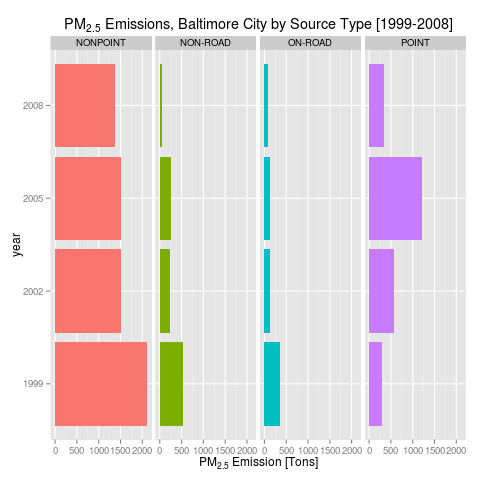 PM2.5 Emissions, Baltimore City by Source Type [1999-2008]
NONPOINT NON-ROAD ON-ROAD POINT
year
2008
2005
2002
1999
0 500 1000 1500 2000 0 500 1000 1500 2000 0 500 1000 1500 2000 0 500 1000 1500 2000
PM2.5 Emission [Tons]